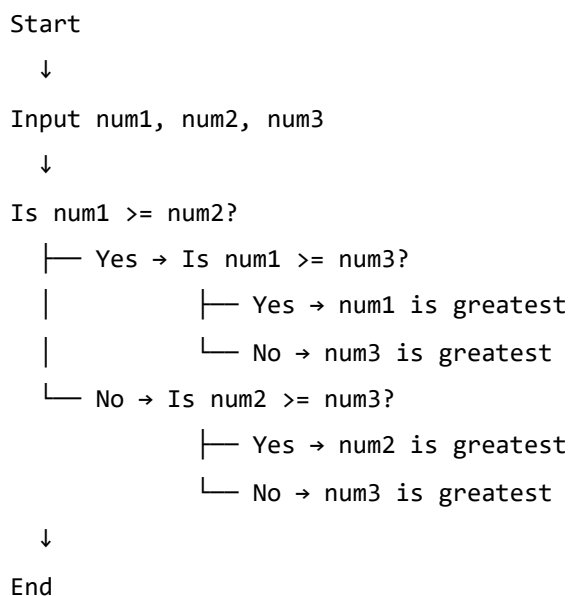 Start
↓
Input num1, num2, num3
↓
Is num1 >= num2?
├── Yes → Is num1 >= num3?
│         ├── Yes → num1 is greatest
│         └── No → num3 is greatest
└── No → Is num2 >= num3?
          ├── Yes → num2 is greatest
          └── No → num3 is greatest
↓
End